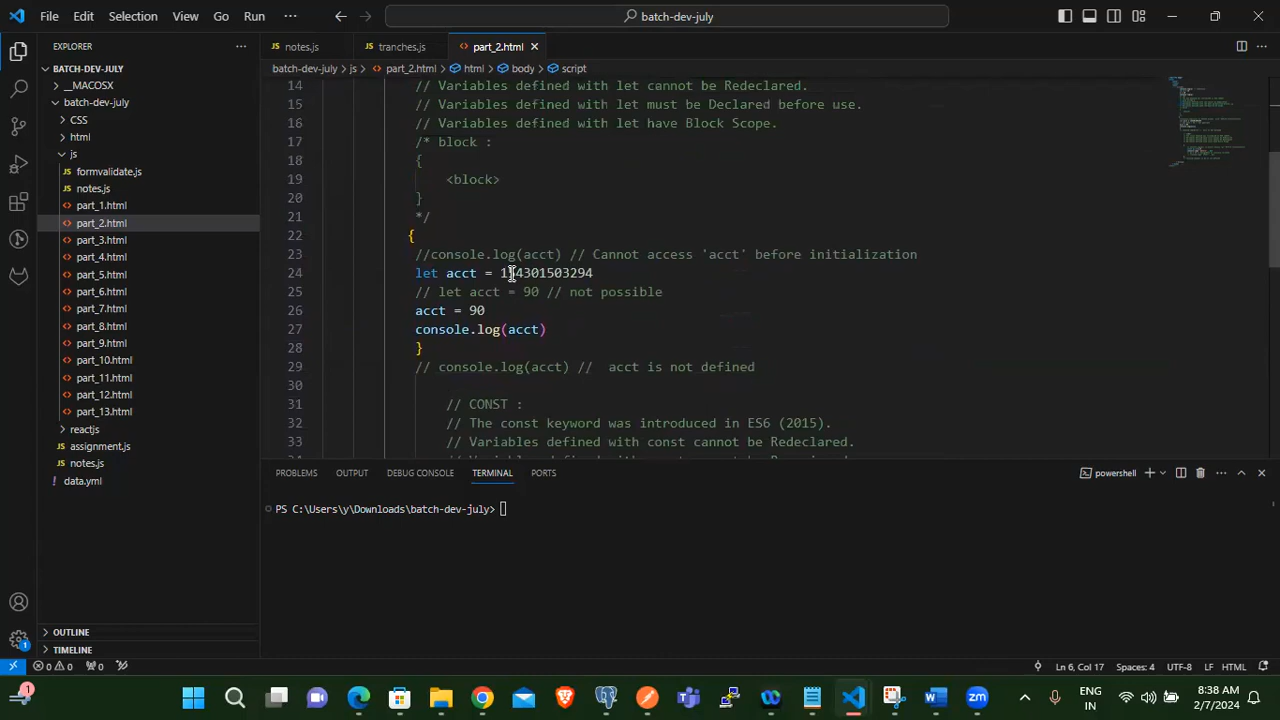 File Edit Selection View Go Run ···
batch-dev-july
EXPLORER
notes.js
tranches.js
part_2.html
BATCH-DEV-JULY
__MACOSX
batch-dev-july
CSS
html
js
formvalidate.js
notes.js
part_1.html
part_2.html
part_3.html
part_4.html
part_5.html
part_6.html
part_7.html
part_8.html
part_9.html
part_10.html
part_11.html
part_12.html
part_13.html
reactjs
assignment.js
notes.js
data.yml
OUTLINE
TIMELINE
batch-dev-july > js > part_2.html > html > body > script
14 // Variables defined with let cannot be Redeclared.
15 // Variables defined with let must be Declared before use.
16 // Variables defined with let have Block Scope.
17 /* block :
18 {
19 <block>
20 }
21 */
22 {
23 //console.log(acct) // Cannot access 'acct' before initialization
24 let acct =
25 // let acct = 90 // not possible
26 acct = 90
27 console.log(acct)
28 }
29 // console.log(acct) // acct is not defined
30
31 // CONST :
32 // The const keyword was introduced in ES6 (2015).
33 // Variables defined with const cannot be Redeclared.
34
PROBLEMS OUTPUT DEBUG CONSOLE TERMINAL PORTS
powershell
PS C:\Users\y\Downloads\batch-dev-july>
0 0 0
Ln 6, Col 17 Spaces: 4 UTF-8 LF HTML
1
ENG
IN
8:38 AM
2/7/2024